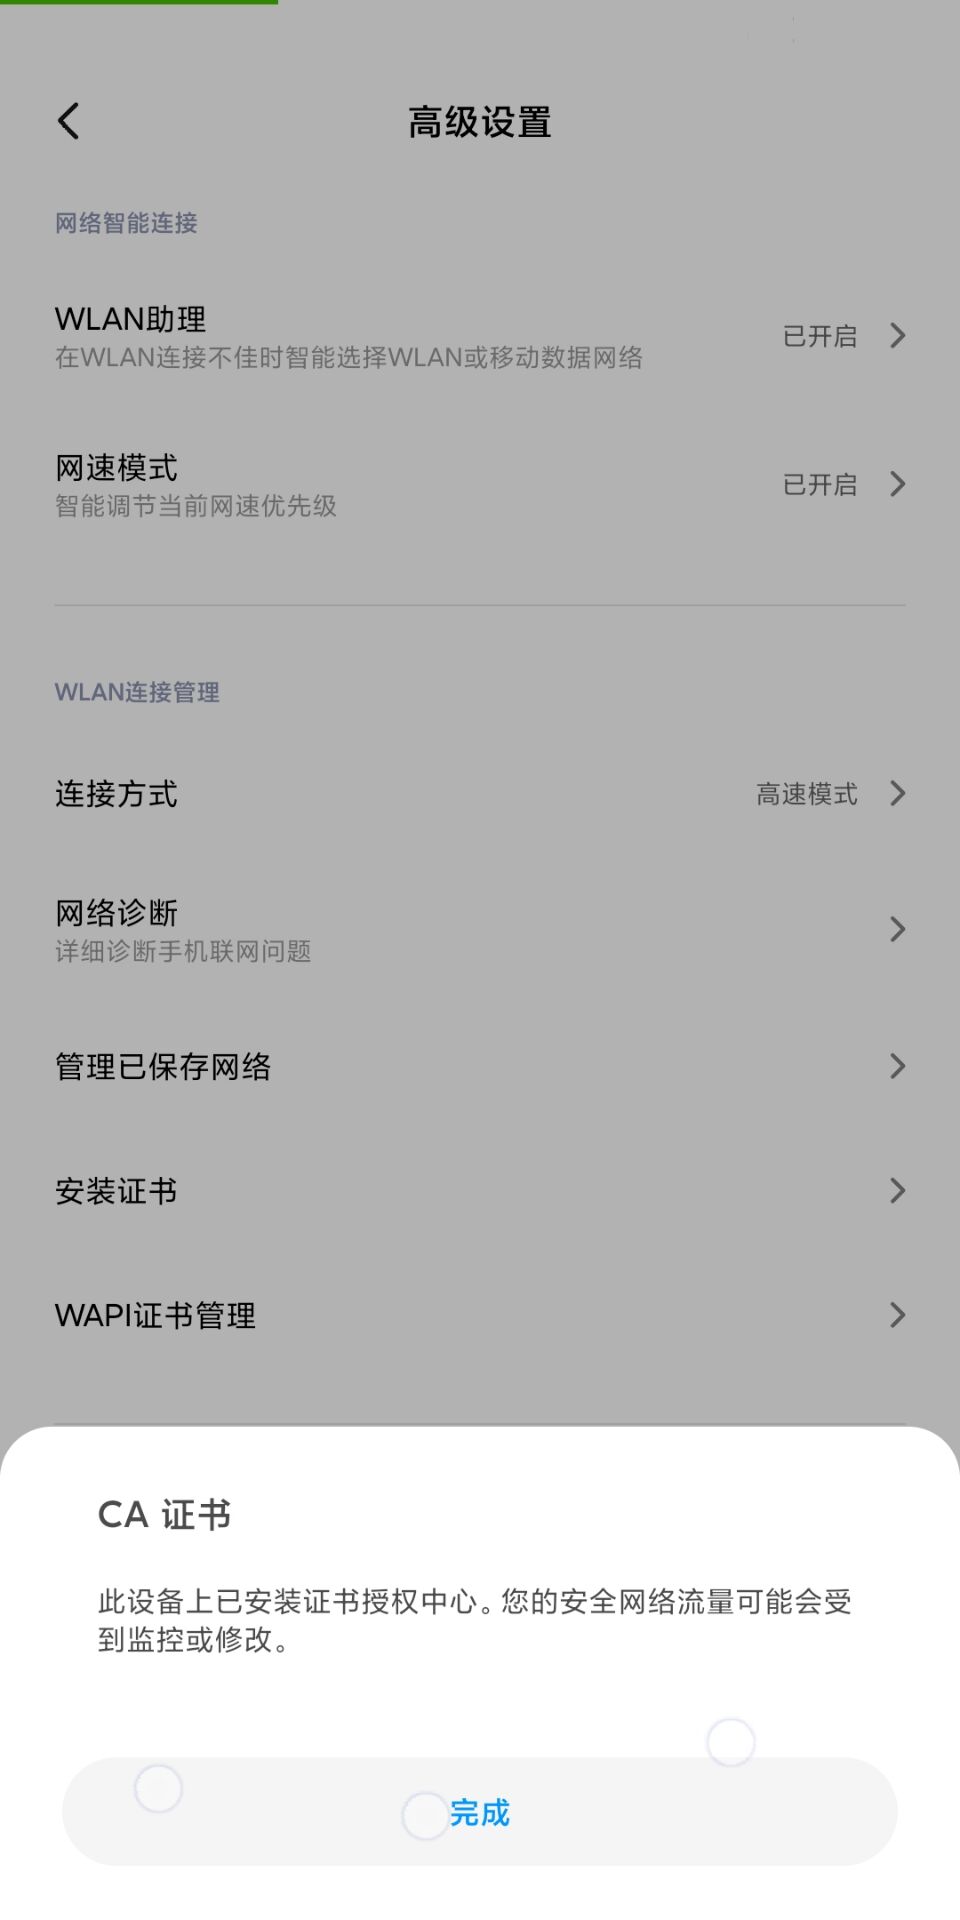 高级设置
网络智能连接
WLAN助理
在WLAN连接不佳时智能选择WLAN或移动数据网络
已开启
网速模式
智能调节当前网速优先级
已开启
WLAN连接管理
连接方式
高速模式
网络诊断
详细诊断手机联网问题
管理已保存网络
安装证书
WAPI证书管理
CA 证书
此设备上已安装证书授权中心。您的安全网络流量可能会受
到监控或修改。
完成